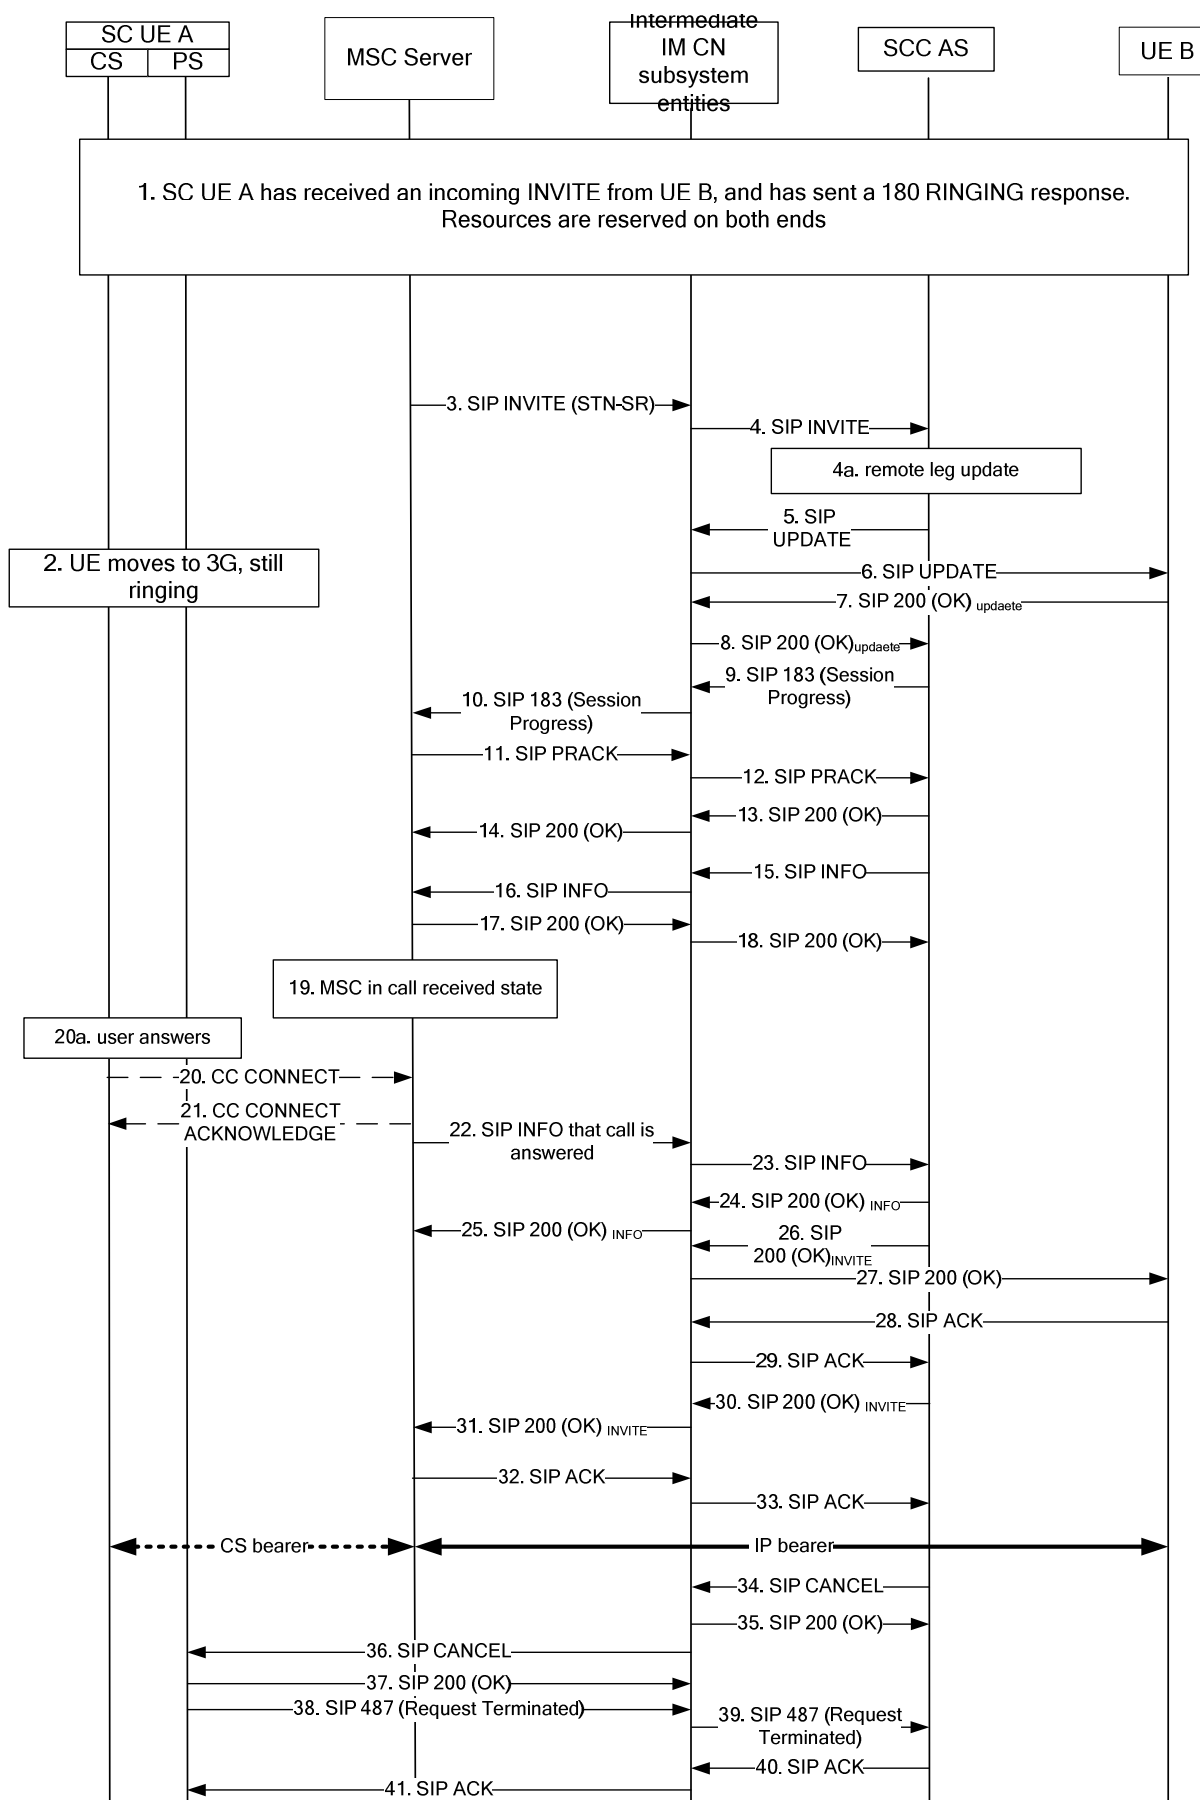 SC UE A
CS
PS
MSC Server
Intermediate
IM CN
subsystem
entities
SCC AS
UE B
1. SC UE A has received an incoming INVITE from UE B, and has sent a 180 RINGING response.
Resources are reserved on both ends
3. SIP INVITE (STN-SR)
4. SIP INVITE
4a. remote leg update
5. SIP
UPDATE
2. UE moves to 3G, still
ringing
6. SIP UPDATE
7. SIP 200 (OK) updaete
8. SIP 200 (OK)updaete
9. SIP 183 (Session
Progress)
10. SIP 183 (Session
Progress)
11. SIP PRACK
12. SIP PRACK
13. SIP 200 (OK)
14. SIP 200 (OK)
15. SIP INFO
16. SIP INFO
17. SIP 200 (OK)
18. SIP 200 (OK)
19. MSC in call received state
20a. user answers
20. CC CONNECT
21. CC CONNECT
ACKNOWLEDGE
22. SIP INFO that call is
answered
23. SIP INFO
24. SIP 200 (OK) INFO
25. SIP 200 (OK) INFO
26. SIP
200 (OK)INVITE
27. SIP 200 (OK)
28. SIP ACK
29. SIP ACK
30. SIP 200 (OK) INVITE
31. SIP 200 (OK) INVITE
32. SIP ACK
33. SIP ACK
CS bearer
IP bearer
34. SIP CANCEL
35. SIP 200 (OK)
36. SIP CANCEL
37. SIP 200 (OK)
38. SIP 487 (Request Terminated)
39. SIP 487 (Request
Terminated)
40. SIP ACK
41. SIP ACK